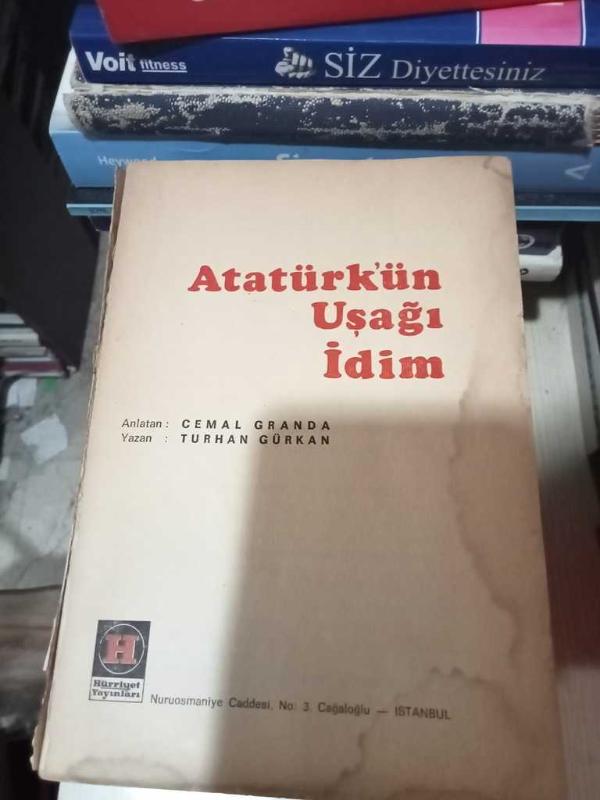 Voit fitness
SİZ Diyettesiniz
Heywood
Atatürk'ün
Uşağı
İdim
Anlatan : CEMAL GRANDA
Yazan : TURHAN GÜRKAN
H
Hürriyet
Yayınları
Nuruosmaniye Caddesi, No: 3. Cağaloğlu — ISTANBUL